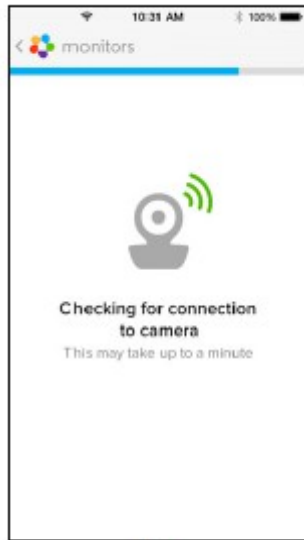 10:31 AM 100%
< monitors
Checking for connection
to camera
This may take up to a minute